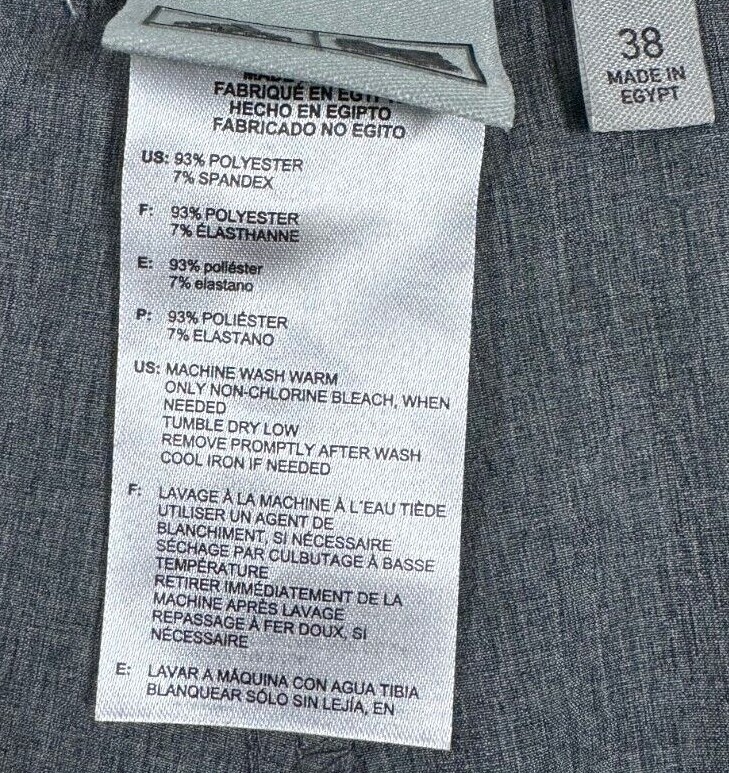 38
MADE IN
EGYPT
FABRIQUÉ EN
HECHO EN EGIPTO
FABRICADO NO EGITO
US: 93% POLYESTER
7% SPANDEX
F: 93% POLYESTER
7% ÉLASTHANNE
E: 93% poliéster
7% elastano
P: 93% POLIÉSTER
7% ELASTANO
US: MACHINE WASH WARM
ONLY NON-CHLORINE BLEACH, WHEN
NEEDED
TUMBLE DRY LOW
REMOVE PROMPTLY AFTER WASH
COOL IRON IF NEEDED
F: LAVAGE À LA MACHINE À L'EAU TIÈDE
UTILISER UN AGENT DE
BLANCHIMENT, SI NÉCESSAIRE
SÉCHAGE PAR CULBUTAGE À BASSE
TEMPÉRATURE
RETIRER IMMÉDIATEMENT DE LA
MACHINE APRÈS LAVAGE
REPASSAGE À FER DOUX, SI
NÉCESSAIRE
E: LAVAR A MÁQUINA CON AGUA TIBIA
BLANQUEAR SÓLO SIN LEJÍA, EN